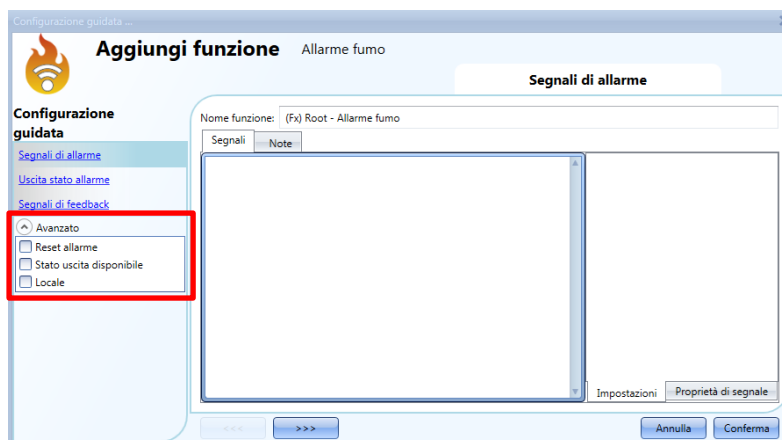 Configurazione guidata ...
Aggiungi funzione Allarme fumo
Segnali di allarme
Configurazione
guidata
Segnali di allarme
Uscita stato allarme
Segnali di feedback
Avanzato
Reset allarme
Stato uscita disponibile
Locale
Nome funzione: (Fx) Root - Allarme fumo
Segnali Note
Impostazioni Proprietà di segnale
<<< >>> Annulla Conferma